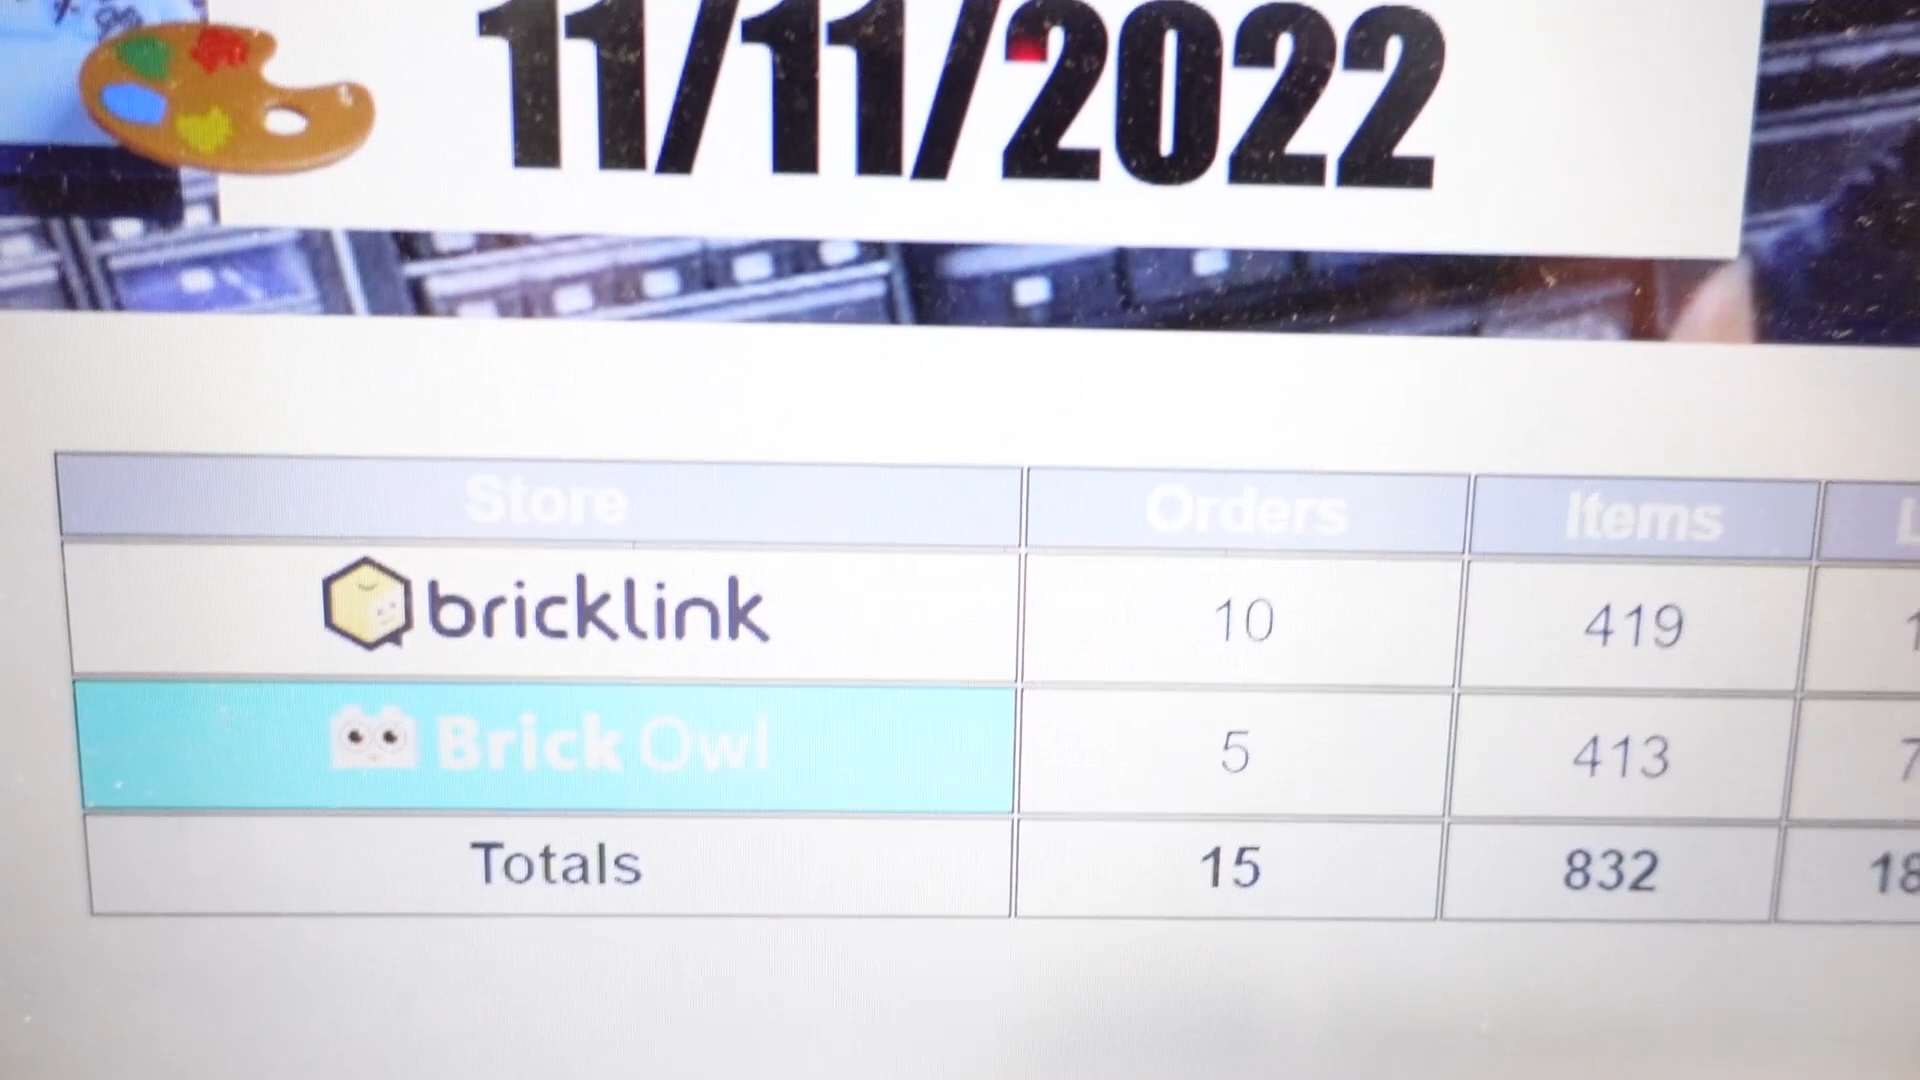 11/11/2022
Store Orders Items
bricklink 10 419
Brick Owl 5 413
Totals 15 832